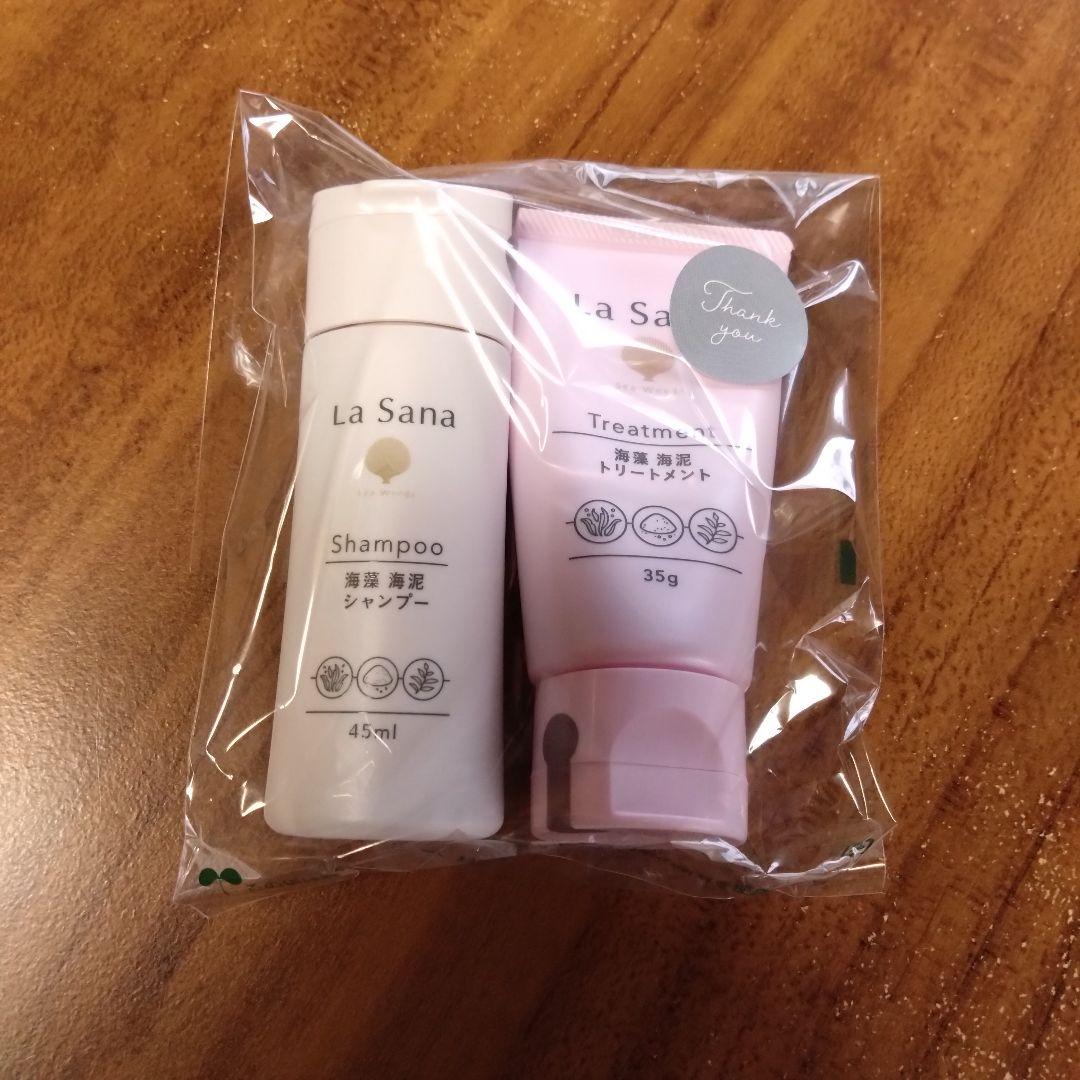 La Sana
Shampoo
海藻 海泥
シャンプー
45ml
La Sa
Treatment
海藻 海泥
トリートメント
35g
Thank
you